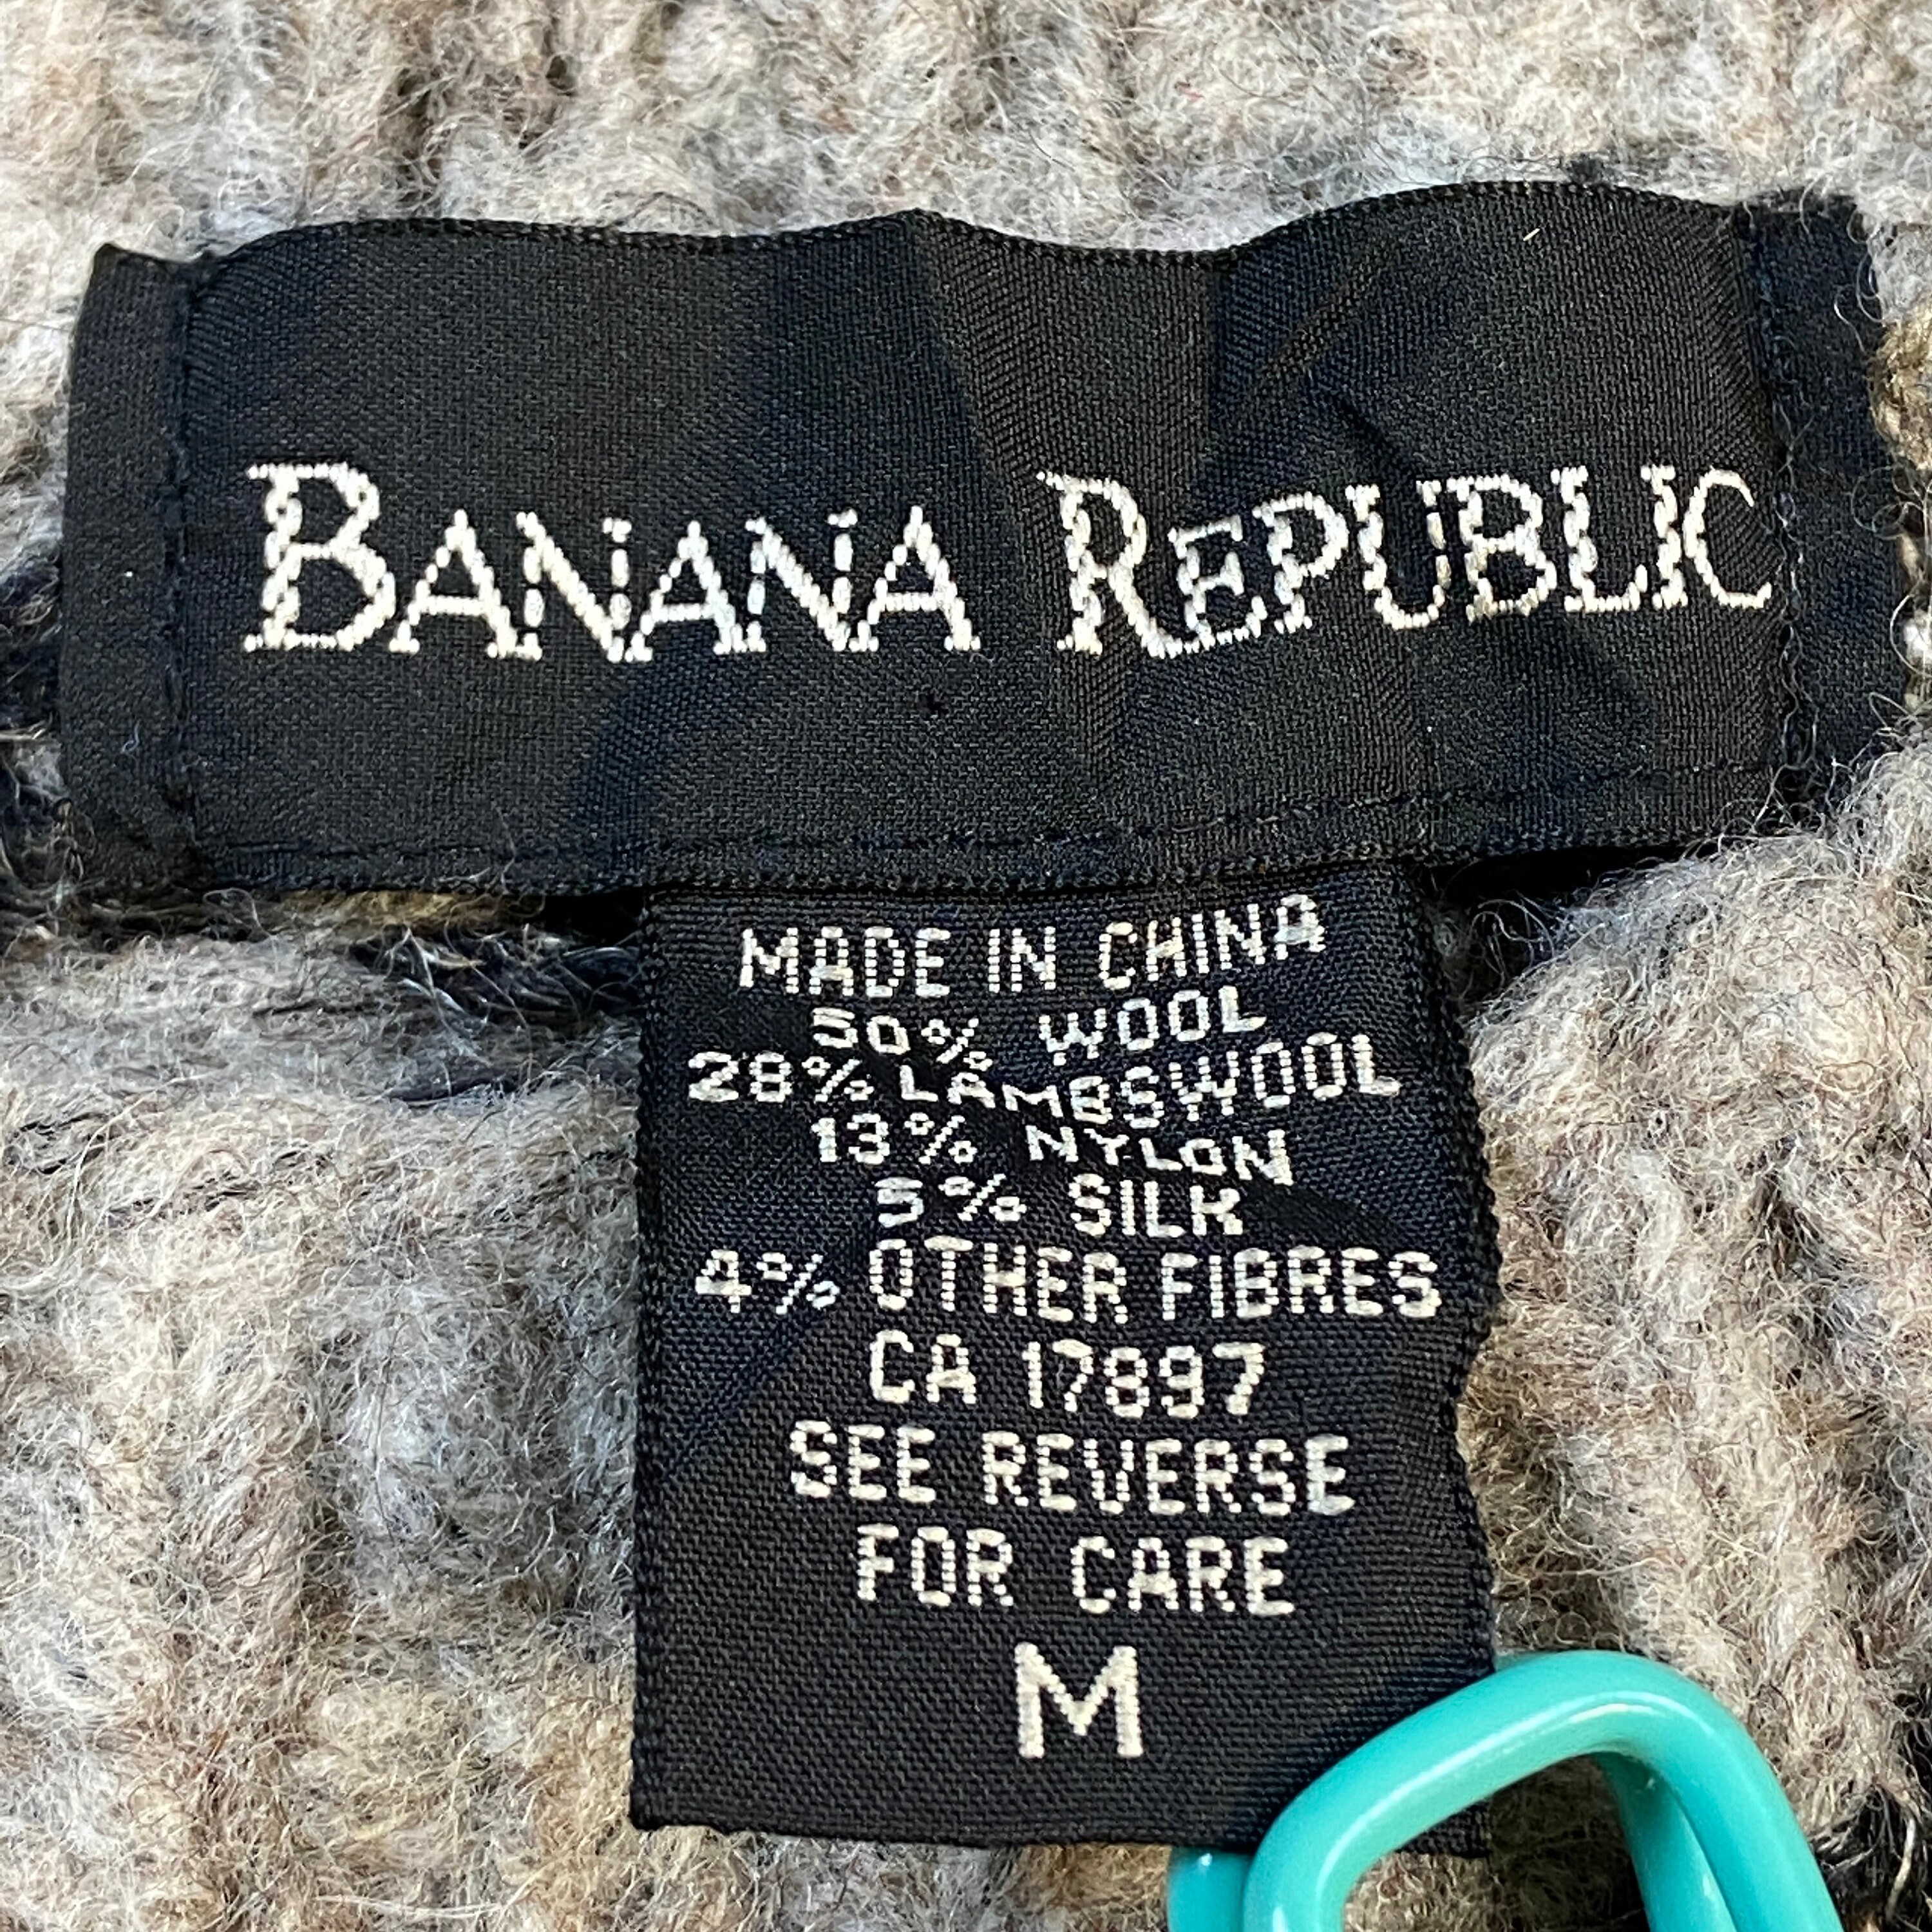 BANANA REPUBLIC
MADE IN CHINA
50% WOOL
28% LAMBSWOOL
13% NYLON
5% SILK
4% OTHER FIBRES
CA 17897
SEE REVERSE
FOR CARE
M